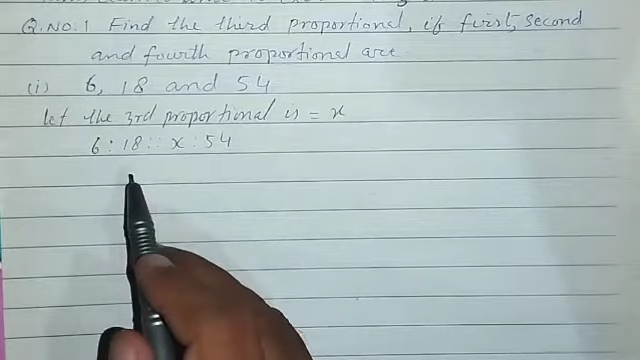 Q.NO:1 Find the third proportional, if first, second
and fourth proportional are
(i) 6, 18 and 54
let the 3rd proportional is = x
6 : 18 :: x : 54